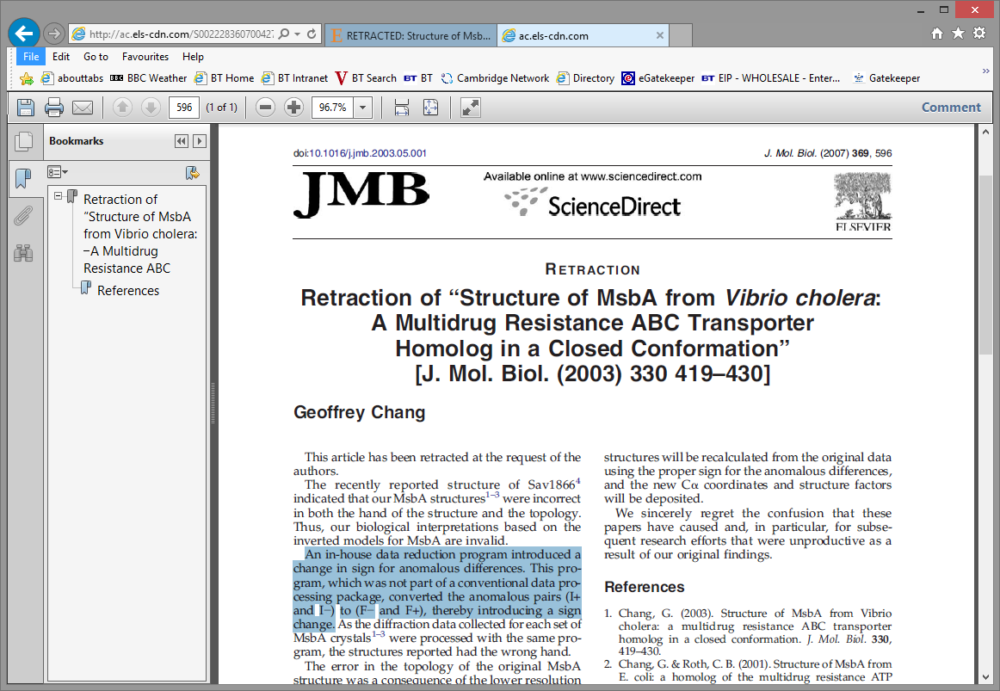 http://ac.els-cdn.com/S002228360700427
RETRACTED: Structure of Msb...
ac.els-cdn.com
File Edit Go to Favourites Help
abouttabs BBC Weather BT Home BT Intranet BT Search BT BT Cambridge Network Directory eGatekeeper BT EIP - WHOLESALE - Enter... Gatekeeper
596 (1 of 1) 96.7% Comment
Bookmarks
Retraction of
“Structure of MsbA
from Vibrio cholera:
−A Multidrug
Resistance ABC
References
doi:10.1016/j.jmb.2003.05.001
J. Mol. Biol. (2007) 369, 596
JMB
Available online at www.sciencedirect.com
ScienceDirect
ELSEVIER
RETRACTION
Retraction of “Structure of MsbA from Vibrio cholera:
A Multidrug Resistance ABC Transporter
Homolog in a Closed Conformation”
[J. Mol. Biol. (2003) 330 419–430]
Geoffrey Chang
This article has been retracted at the request of the
authors.
The recently reported structure of Sav1866⁴
indicated that our MsbA structures¹⁻³ were incorrect
in both the hand of the structure and the topology.
Thus, our biological interpretations based on the
inverted models for MsbA are invalid.
An in-house data reduction program introduced a
change in sign for anomalous differences. This pro-
gram, which was not part of a conventional data pro-
cessing package, converted the anomalous pairs (I+
and I−) to (F− and F+), thereby introducing a sign
change. As the diffraction data collected for each set of
MsbA crystals¹⁻³ were processed with the same pro-
gram, the structures reported had the wrong hand.
The error in the topology of the original MsbA
structure was a consequence of the lower resolution
structures will be recalculated from the original data
using the proper sign for the anomalous differences,
and the new Cα coordinates and structure factors
will be deposited.
We sincerely regret the confusion that these
papers have caused and, in particular, for subse-
quent research efforts that were unproductive as a
result of our original findings.
References
1. Chang, G. (2003). Structure of MsbA from Vibrio
cholera: a multidrug resistance ABC transporter
homolog in a closed conformation. J. Mol. Biol. 330,
419–430.
2. Chang, G. & Roth, C. B. (2001). Structure of MsbA from
E. coli: a homolog of the multidrug resistance ATP